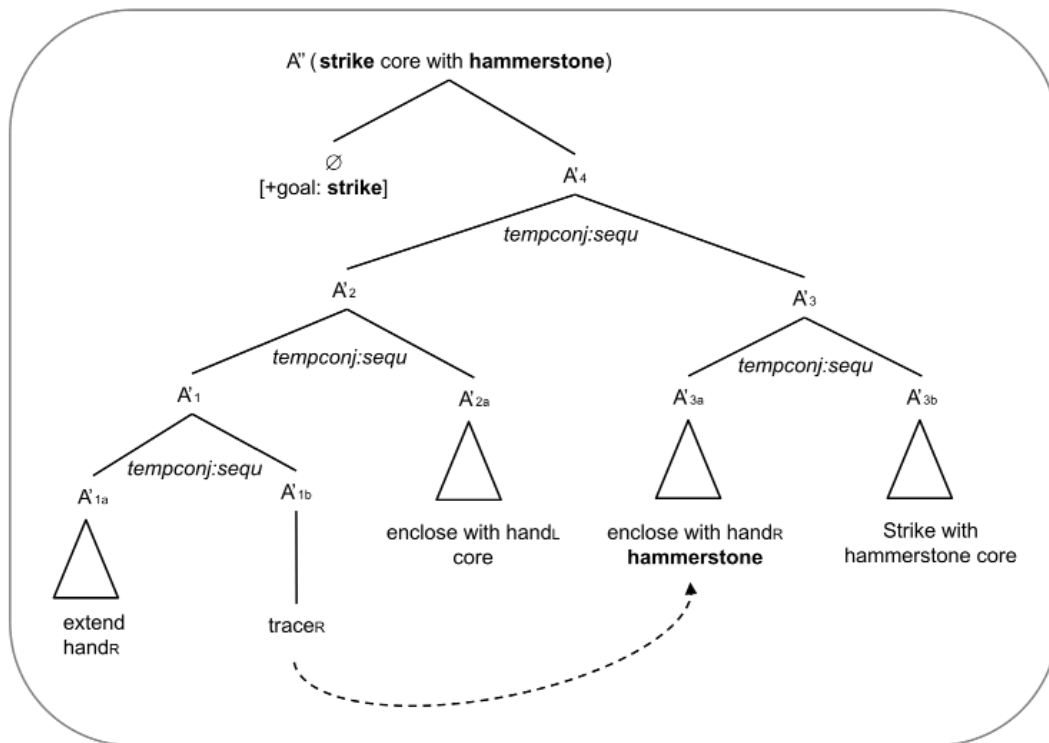 A" (strike core with hammerstone)
∅
[+goal: strike]
A'4
tempconj:sequ
A'2
A'3
tempconj:sequ
tempconj:sequ
A'1
A'2a
A'3a
A'3b
tempconj:sequ
A'1a
A'1b
enclose with handL
core
enclose with handR
hammerstone
Strike with
hammerstone core
extend
handR
traceR